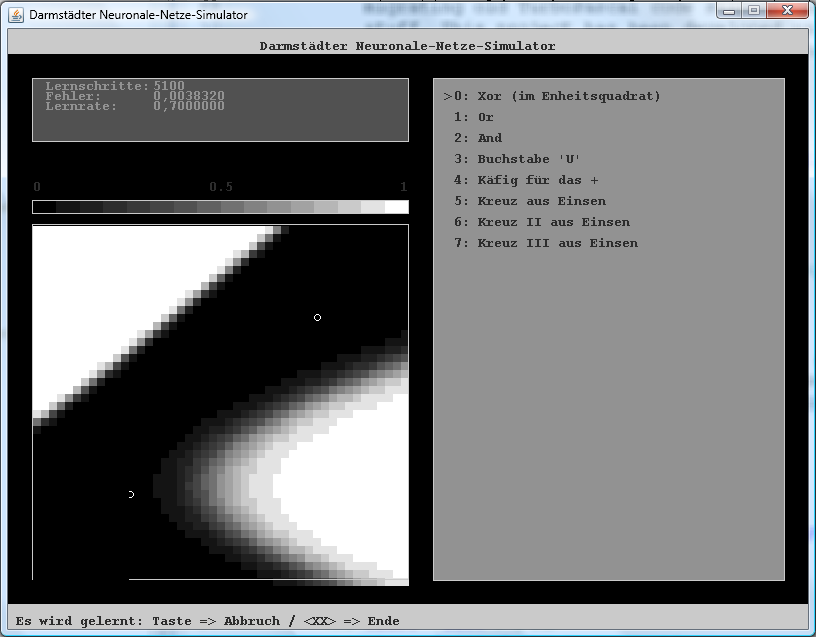 Darmstädter Neuronale-Netze-Simulator
Darmstädter Neuronale-Netze-Simulator
Lernschritte: 5100
Fehler: 0,0038320
Lernrate: 0,7000000
0 0.5 1
>0: Xor (im Enheitsquadrat)
1: Or
2: And
3: Buchstabe 'U'
4: Käfig für das +
5: Kreuz aus Einsen
6: Kreuz II aus Einsen
7: Kreuz III aus Einsen
Es wird gelernt: Taste => Abbruch / <XX> => Ende